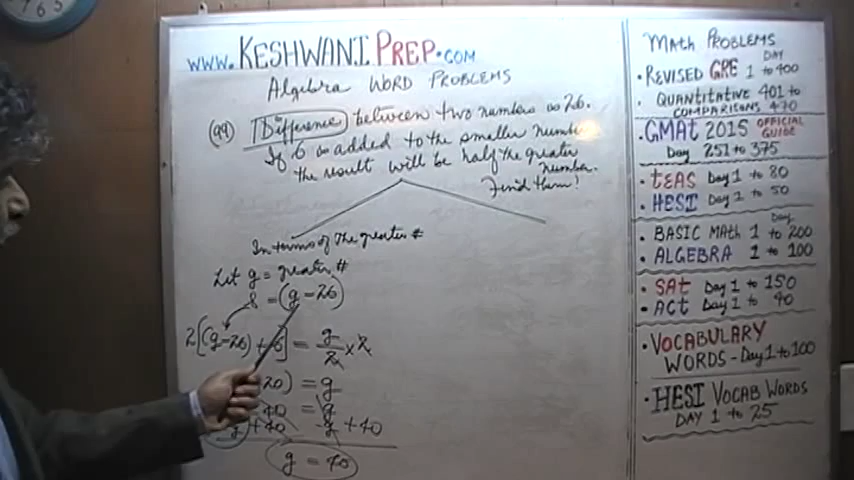 www.KESHWANIPREP.COM
Algebra WORD PROBLEMS
(99) Difference between two numbers is 26.
If 6 is added to the smaller number
the result will be half the greater
number.
Find them!
In terms of the greater #
Let g = greater #
8 = (g-26)
2[(g-26)+6] = g/2 x 2
20) = g
40 = g
g +40 g +40
g = 40
MATH PROBLEMS
DAY
• REVISED GRE 1 to 400
• QUANTITATIVE 401 to
COMPARISONS 470
• GMAT 2015 OFFICIAL GUIDE
Day 251 to 375
• TEAS Day 1 to 80
• HESI Day 1 to 50
Day
• BASIC MATH 1 to 200
• ALGEBRA 1 to 100
• SAT Day 1 to 150
• ACT Day 1 to 90
• VOCABULARY
WORDS - Day 1 to 100
• HESI VOCAB WORDS
DAY 1 to 25